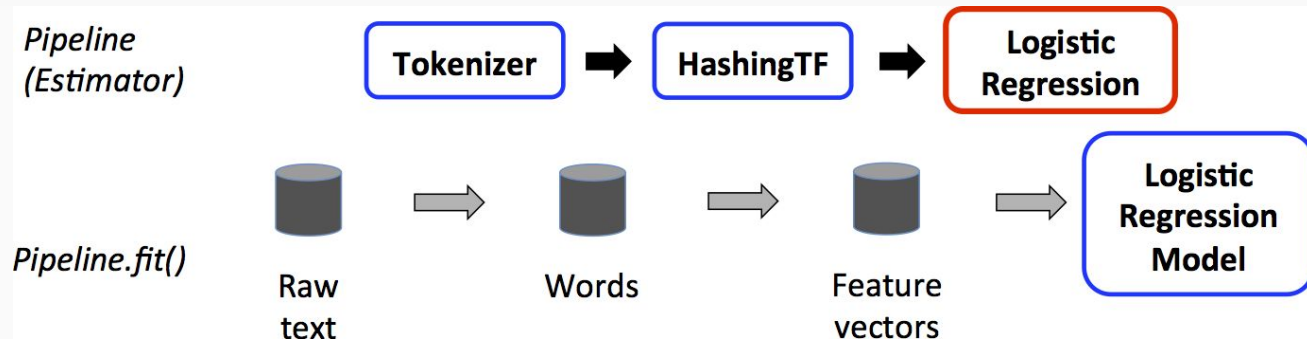 Pipeline
(Estimator)
Tokenizer
HashingTF
Logistic
Regression
Pipeline.fit()
Raw
text
Words
Feature
vectors
Logistic
Regression
Model